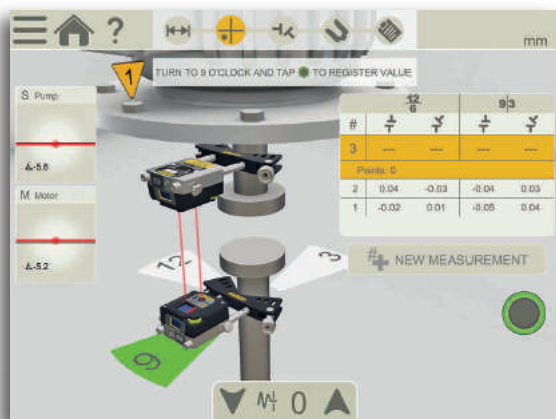 ?
mm
1
TURN TO 9 O'CLOCK AND TAP TO REGISTER VALUE
S Pump
-5.6
M Motor
-5.2
12 9 3
6
#
3 --- --- --- ---
Points: 0
2 0.04 -0.03 -0.04 0.03
1 -0.02 0.01 -0.05 0.04
# NEW MEASUREMENT
12
3
9
0